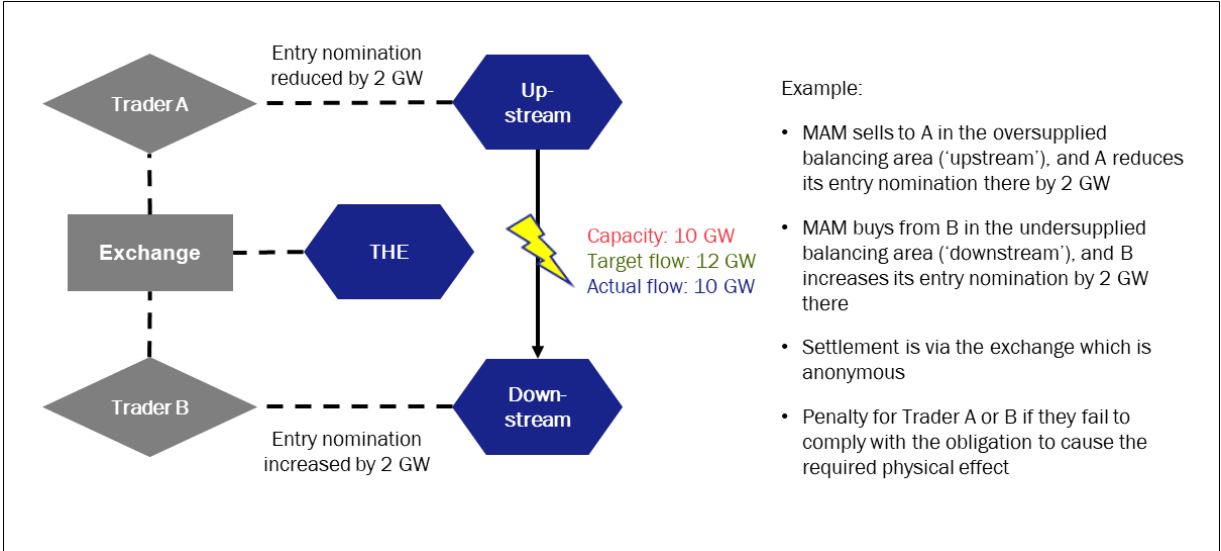 Entry nomination
reduced by 2 GW
Trader A
Up-
stream
Exchange
THE
Capacity: 10 GW
Target flow: 12 GW
Actual flow: 10 GW
Trader B
Down-
stream
Entry nomination
increased by 2 GW
Example:
• MAM sells to A in the oversupplied
balancing area (‘upstream’), and A reduces
its entry nomination there by 2 GW
• MAM buys from B in the undersupplied
balancing area (‘downstream’), and B
increases its entry nomination by 2 GW
there
• Settlement is via the exchange which is
anonymous
• Penalty for Trader A or B if they fail to
comply with the obligation to cause the
required physical effect